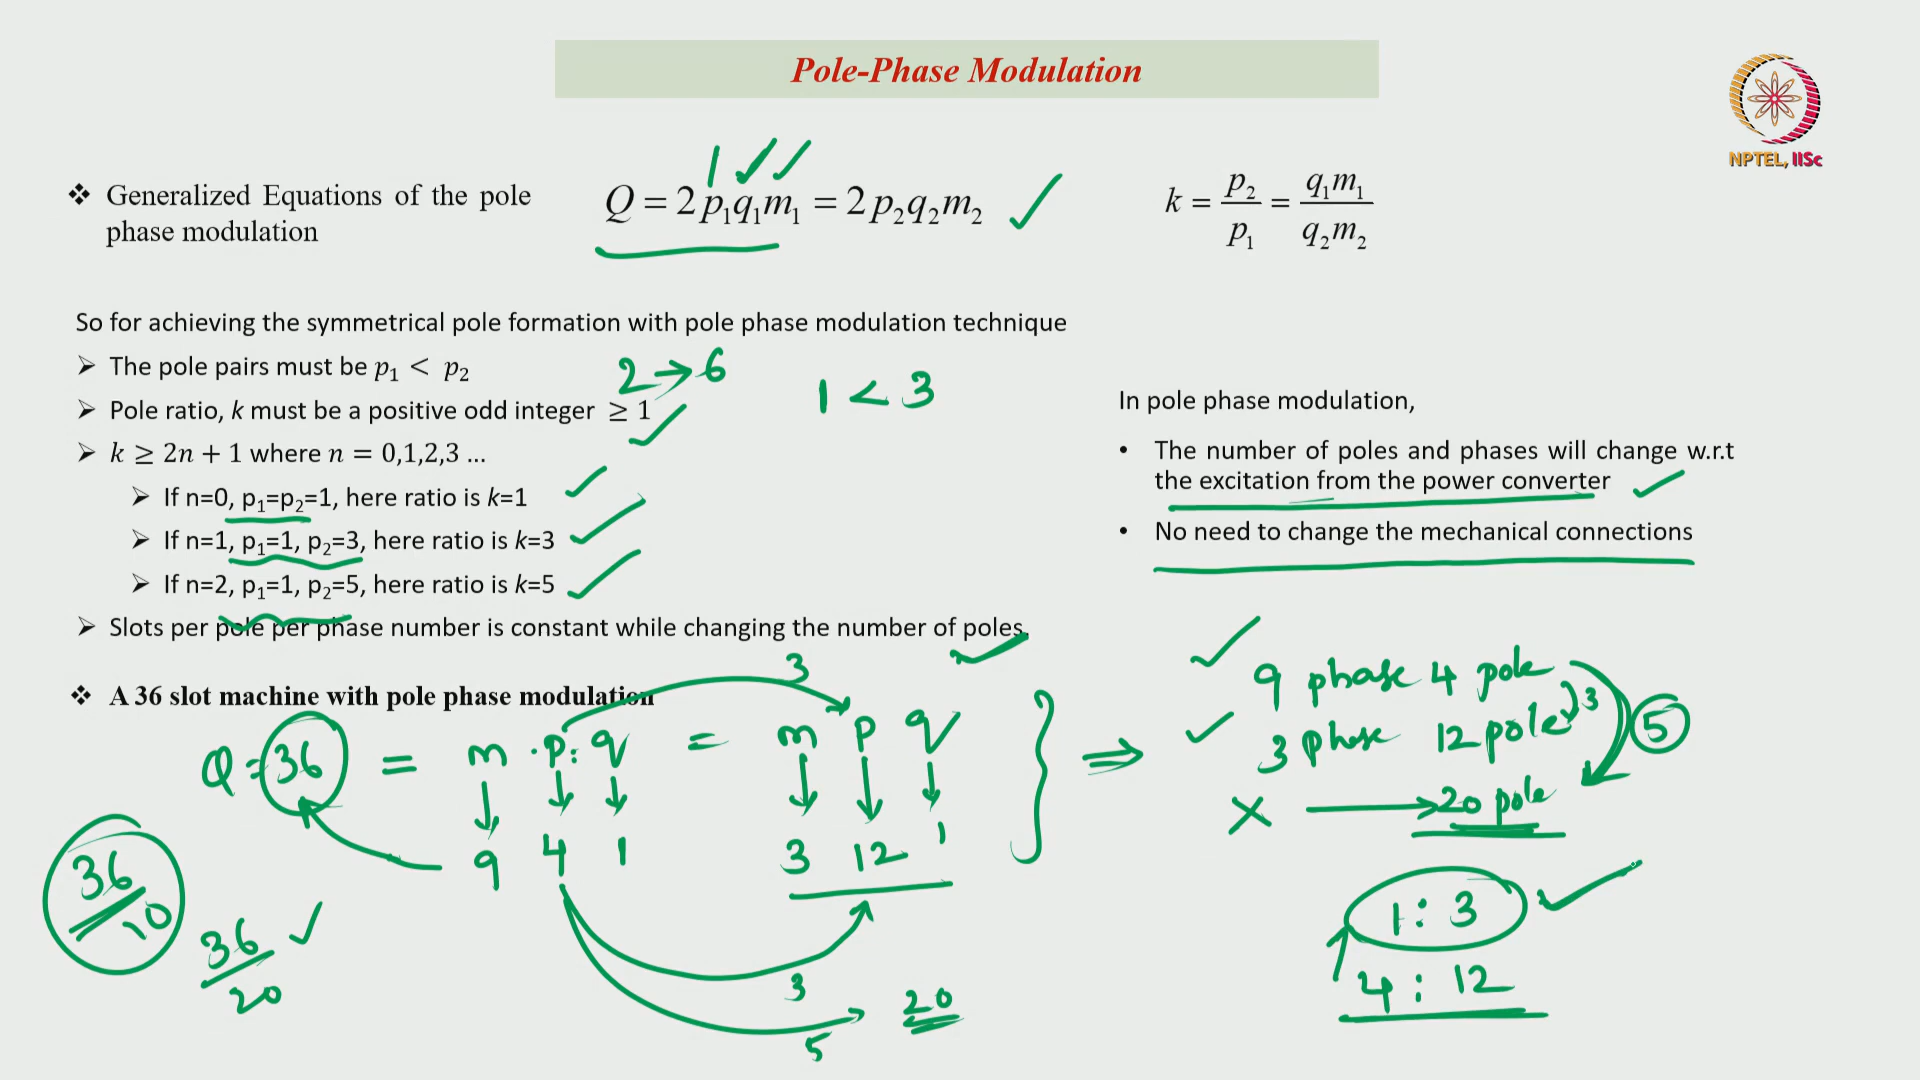 Pole-Phase Modulation
NPTEL, IISc
❖ Generalized Equations of the pole phase modulation
Q = 2p₁q₁m₁ = 2p₂q₂m₂
k = p₂/p₁ = q₁m₁/q₂m₂
1
So for achieving the symmetrical pole formation with pole phase modulation technique
➢ The pole pairs must be p₁ < p₂
2 → 6
1 < 3
➢ Pole ratio, k must be a positive odd integer ≥ 1
➢ k ≥ 2n + 1 where n = 0,1,2,3 ...
➢ If n=0, p₁=p₂=1, here ratio is k=1
➢ If n=1, p₁=1, p₂=3, here ratio is k=3
➢ If n=2, p₁=1, p₂=5, here ratio is k=5
➢ Slots per pole per phase number is constant while changing the number of poles.
In pole phase modulation,
• The number of poles and phases will change w.r.t
the excitation from the power converter
• No need to change the mechanical connections
❖ A 36 slot machine with pole phase modulation
3
Q = 36 = m · p · q = m p q
9 4 1 3 12 1
36/10
36/20
3
5
20
9 phase 4 pole
3 phase 12 pole 3
5
X → 20 pole
1 : 3
4 : 12